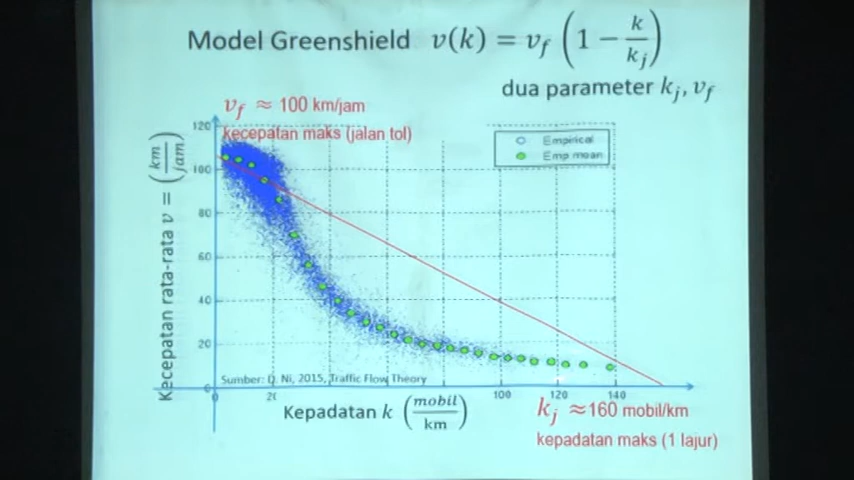 Model Greenshield v(k) = v_f (1 − k/k_j)
dua parameter k_j, v_f
v_f ≈ 100 km/jam
kecepatan maks (jalan tol)
Kecepatan rata-rata v = (km/jam)
120
100
80
60
40
20
0
Empirical
Emp mean
Sumber: D. Ni, 2015, Traffic Flow Theory
0
20
100
120
140
Kepadatan k (mobil/km)
k_j ≈160 mobil/km
kepadatan maks (1 lajur)